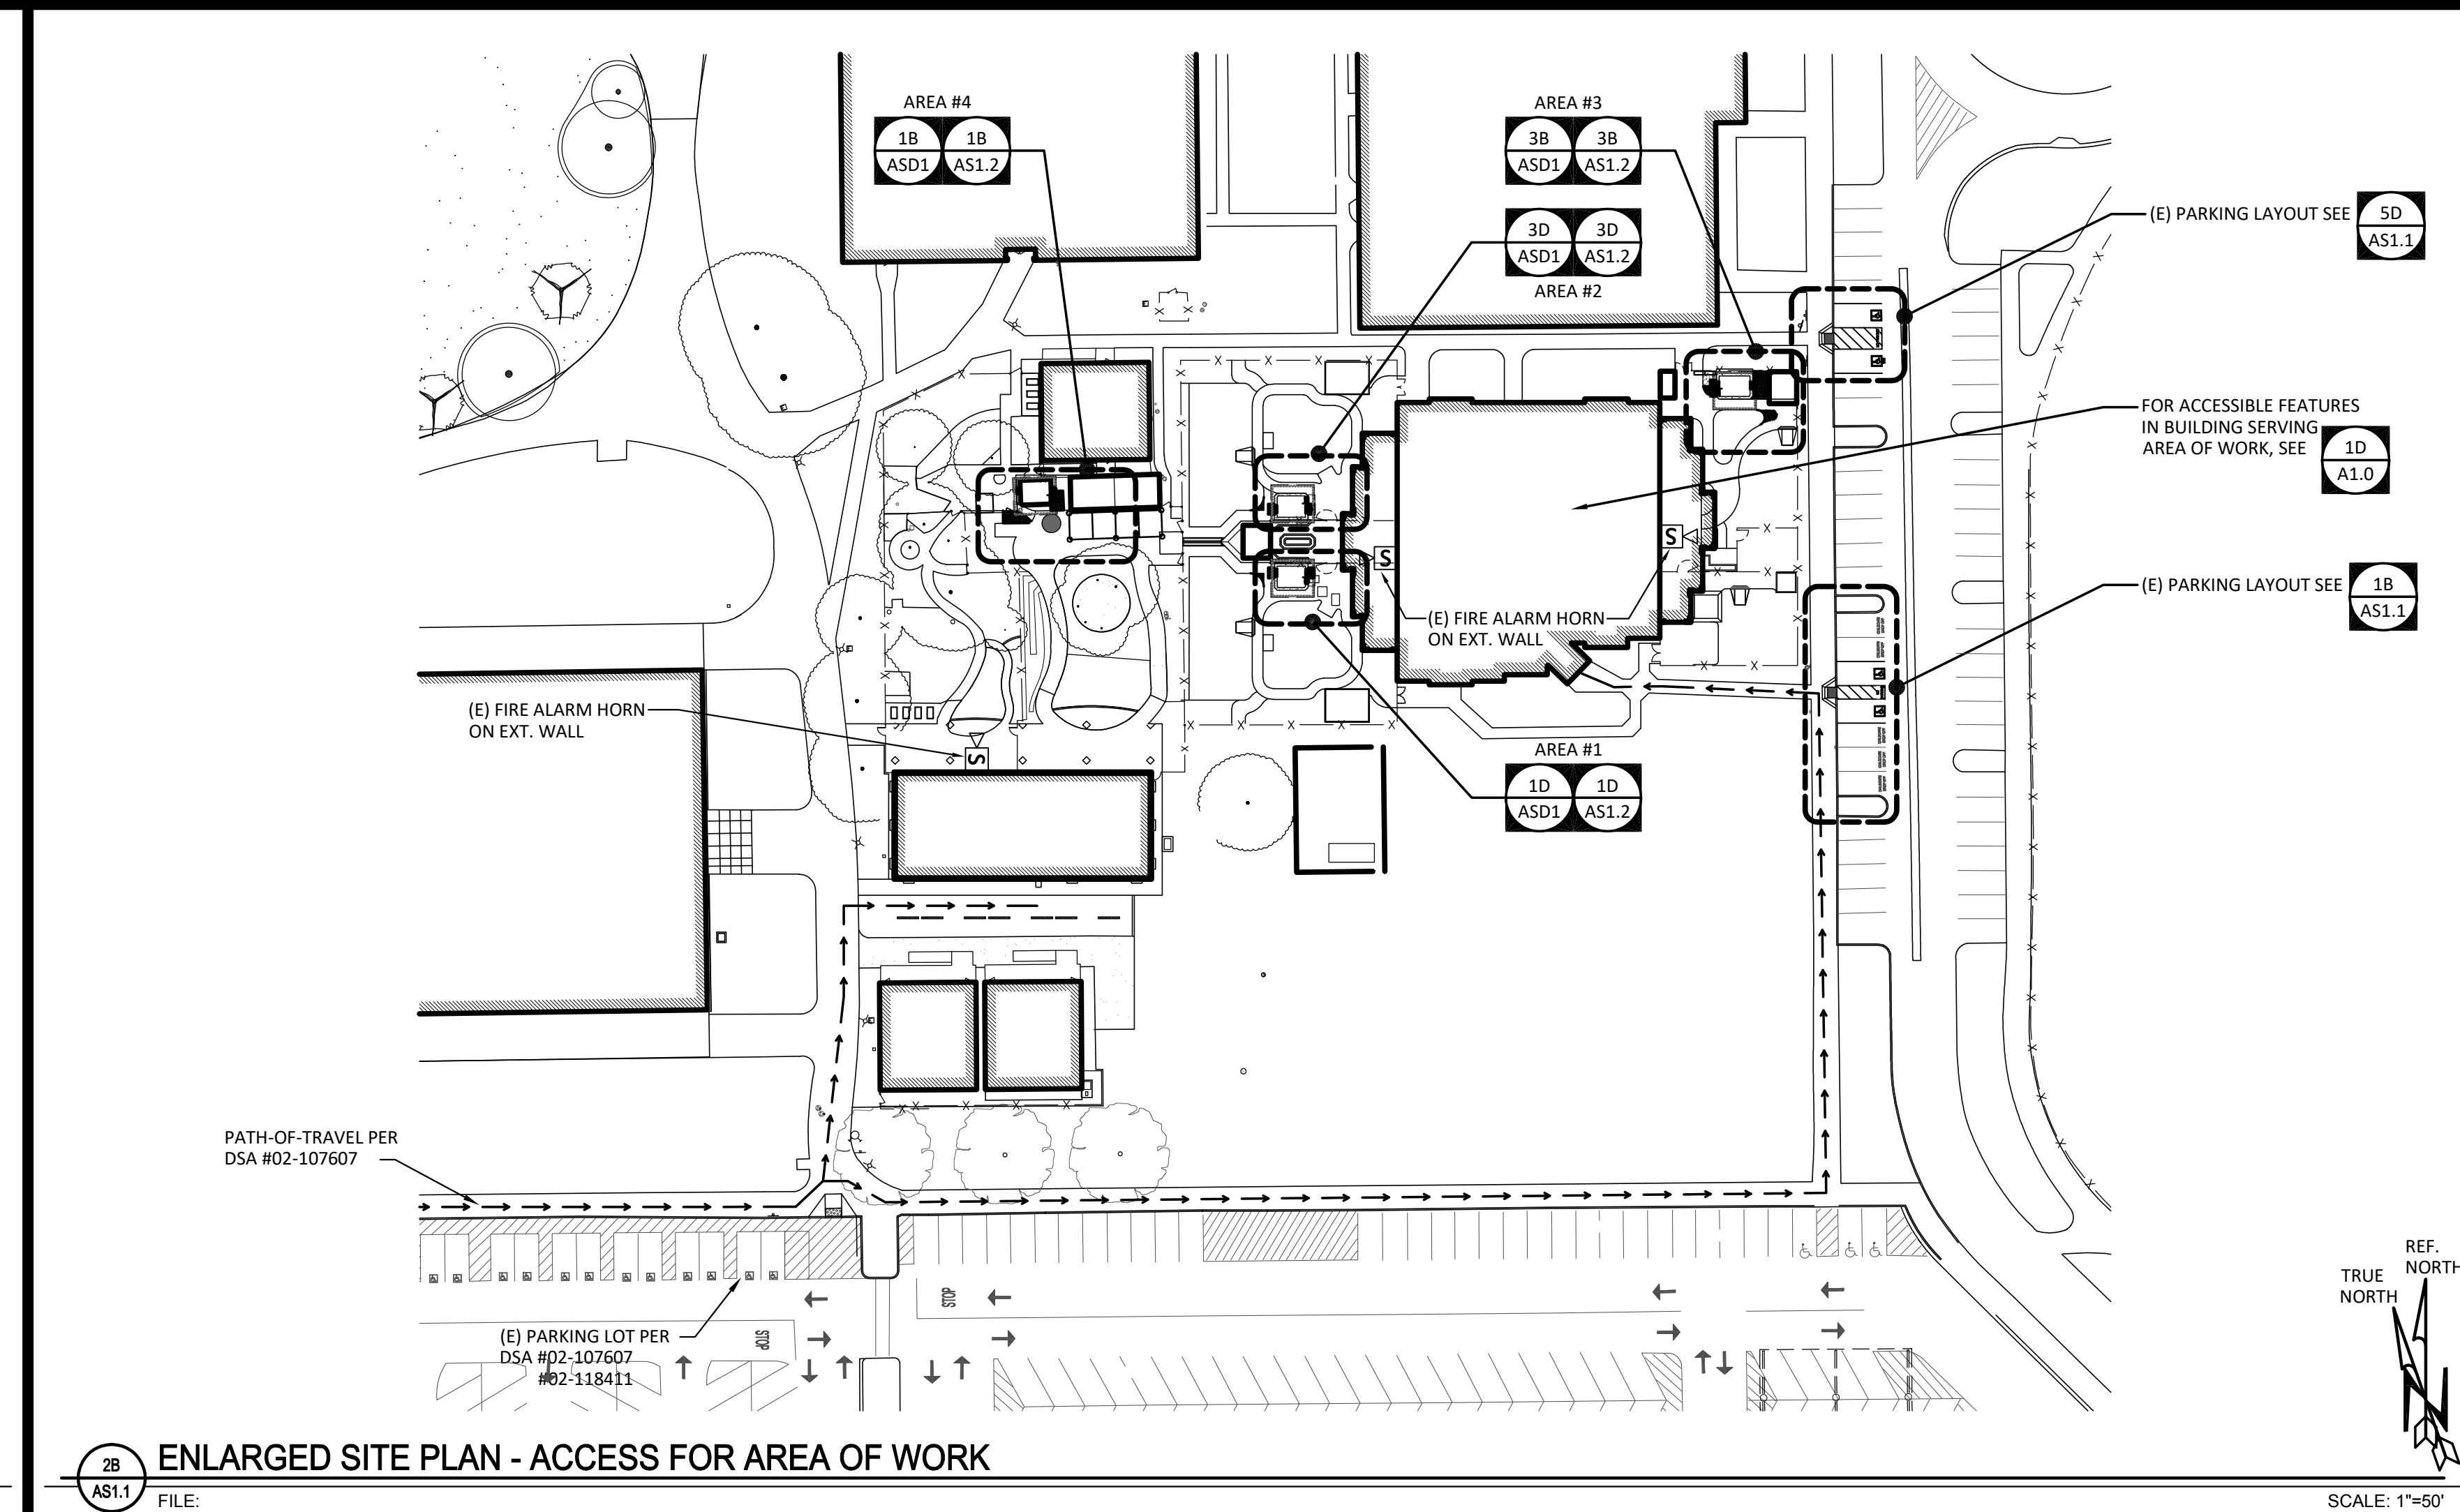 AREA #4
1B
ASD1
1B
AS1.2
AREA #3
3B
ASD1
3B
AS1.2
3D
ASD1
3D
AS1.2
AREA #2
(E) PARKING LAYOUT SEE
5D
AS1.1
FOR ACCESSIBLE FEATURES
IN BUILDING SERVING
AREA OF WORK, SEE
1D
A1.0
(E) PARKING LAYOUT SEE
1B
AS1.1
S
S
(E) FIRE ALARM HORN
ON EXT. WALL
(E) FIRE ALARM HORN
ON EXT. WALL
S
AREA #1
1D
ASD1
1D
AS1.2
PATH-OF-TRAVEL PER
DSA #02-107607
(E) PARKING LOT PER
DSA #02-107607
#02-118411
STOP
STOP
REF.
NORTH
TRUE
NORTH
2B
AS1.1
ENLARGED SITE PLAN - ACCESS FOR AREA OF WORK
FILE:
SCALE: 1"=50'